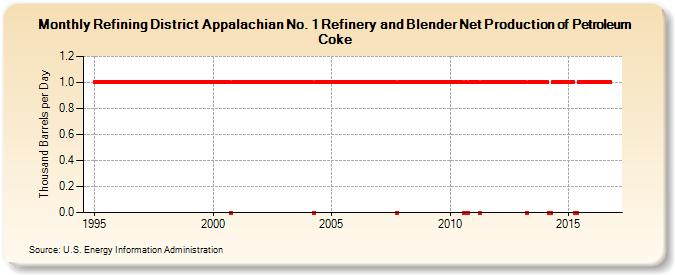 Monthly Refining District Appalachian No. 1 Refinery and Blender Net Production of Petroleum
Coke
Thousand Barrels per Day
1.2
1.0
0.8
0.6
0.4
0.2
0.0
1995 2000 2005 2010 2015
Source: U.S. Energy Information Administration